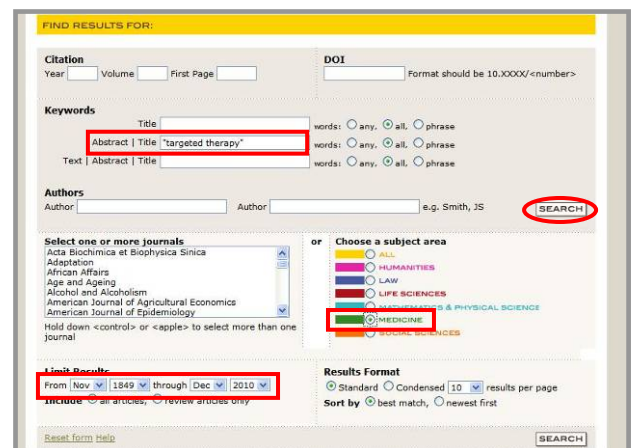 FIND RESULTS FOR:
Citation
Year Volume First Page
DOI
Format should be 10.XXXX/<number>
Keywords
Title words: any, all, phrase
Abstract | Title "targeted therapy" words: any, all, phrase
Text | Abstract | Title words: any, all, phrase
Authors
Author Author e.g. Smith, JS SEARCH
Select one or more journals
Acta Biochimica et Biophysica Sinica
Adaptation
African Affairs
Age and Ageing
Alcohol and Alcoholism
American Journal of Agricultural Economics
American Journal of Epidemiology
Hold down <control> or <apple> to select more than one
journal
or
Choose a subject area
ALL
HUMANITIES
LAW
LIFE SCIENCES
MATHEMATICS & PHYSICAL SCIENCE
MEDICINE
SOCIAL SCIENCES
Limit Results
From Nov 1849 through Dec 2010
Include all articles, review articles only
Results Format
Standard Condensed 10 results per page
Sort by best match, newest first
Reset form Help SEARCH